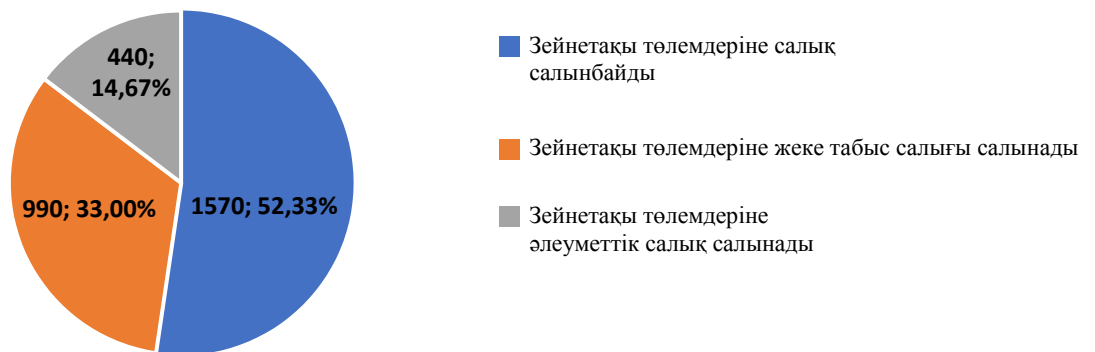 440;
14,67%
990; 33,00%
1570; 52,33%
Зейнетақы төлемдеріне салық
салынбайды
Зейнетақы төлемдеріне жеке табыс салығы салынады
Зейнетақы төлемдеріне
әлеуметтік салық салынады